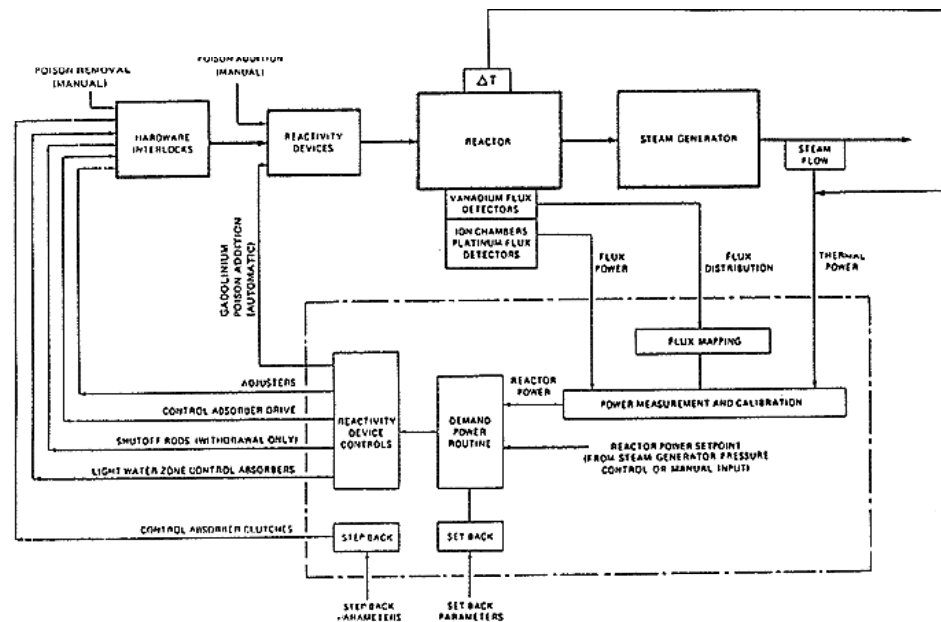 POISON REMOVAL
(MANUAL)
POISON ADDITION
(MANUAL)
ΔT
HARDWARE
INTERLOCKS
REACTIVITY
DEVICES
REACTOR
STEAM GENERATOR
STEAM
FLOW
VANADIUM FLUX
DETECTORS
ION CHAMBERS
PLATINUM FLUX
DETECTORS
GADOLINIUM
POISON ADDITION
(AUTOMATIC)
FLUX
POWER
FLUX
DISTRIBUTION
THERMAL
POWER
FLUX MAPPING
ADJUSTERS
REACTOR
POWER
POWER MEASUREMENT AND CALIBRATION
CONTROL ABSORBER DRIVE
REACTIVITY
DEVICE
CONTROLS
DEMAND
POWER
ROUTINE
SHUTOFF RODS (WITHDRAWAL ONLY)
REACTOR POWER SETPOINT
(FROM STEAM GENERATOR PRESSURE
CONTROL OR MANUAL INPUT)
LIGHT WATER ZONE CONTROL ABSORBERS
CONTROL ABSORBER CLUTCHES
STEP BACK
SET BACK
STEP BACK
PARAMETERS
SET BACK
PARAMETERS